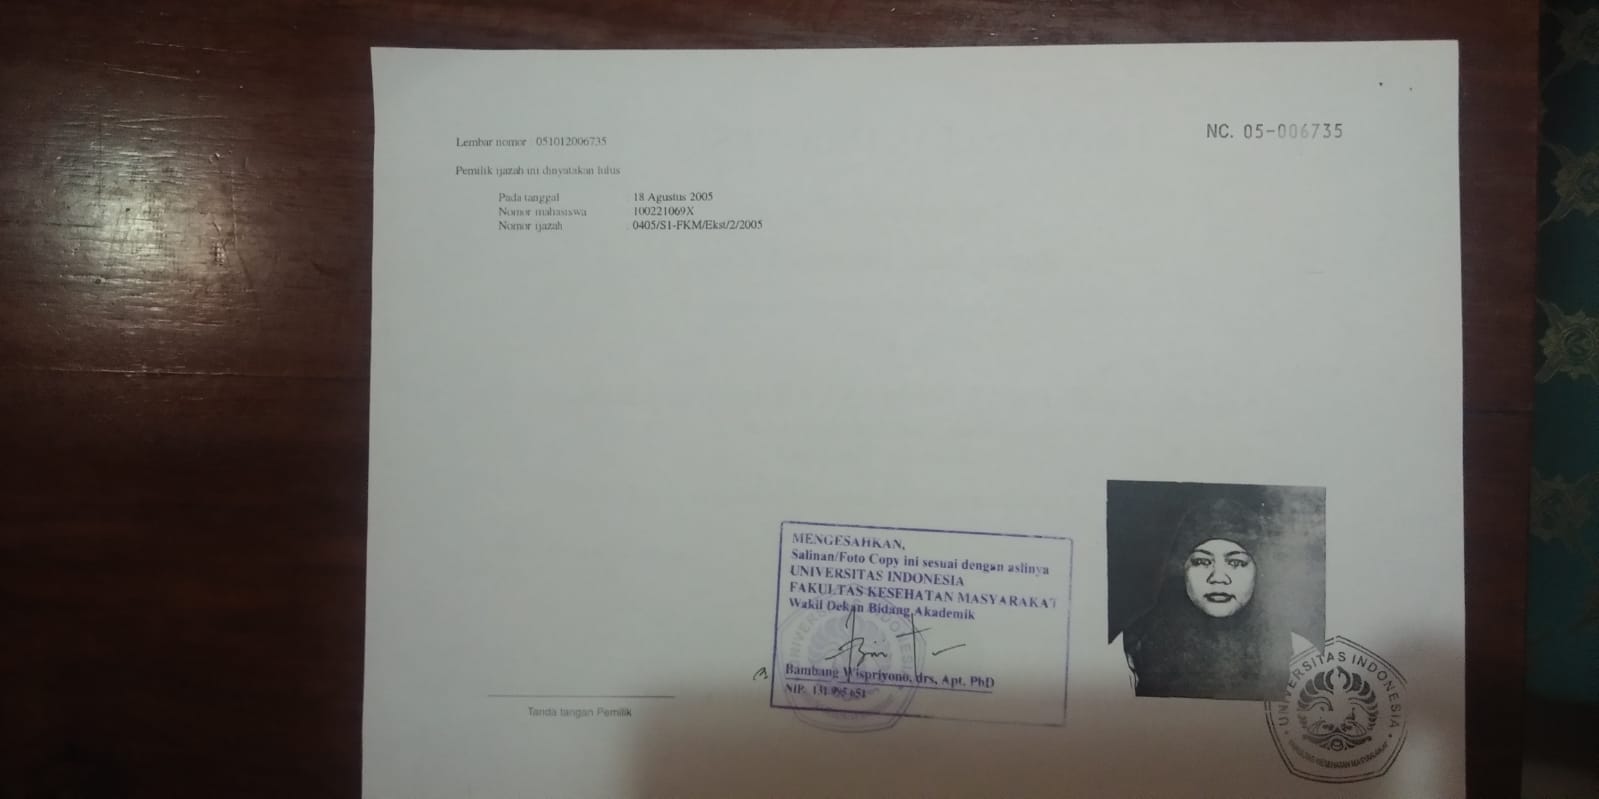 NC. 05-006735
Lembar nomor : 051012006735
Pemilik ijazah ini dinyatakan lulus
Pada tanggal : 18 Agustus 2005
Nomor mahasiswa : 100221069X
Nomor ijazah : 0405/S1-FKM/Ekst/2/2005
MENGESAHKAN,
Salinan/Foto Copy ini sesuai dengan aslinya
UNIVERSITAS INDONESIA
FAKULTAS KESEHATAN MASYARAKAT
Wakil Dekan Bidang Akademik
Bambang Wispriyono, drs, Apt, PhD
NIP. 131 995 651
Tanda tangan Pemilik
UNIVERSITAS INDONESIA
FAKULTAS KESEHATAN MASYARAKAT